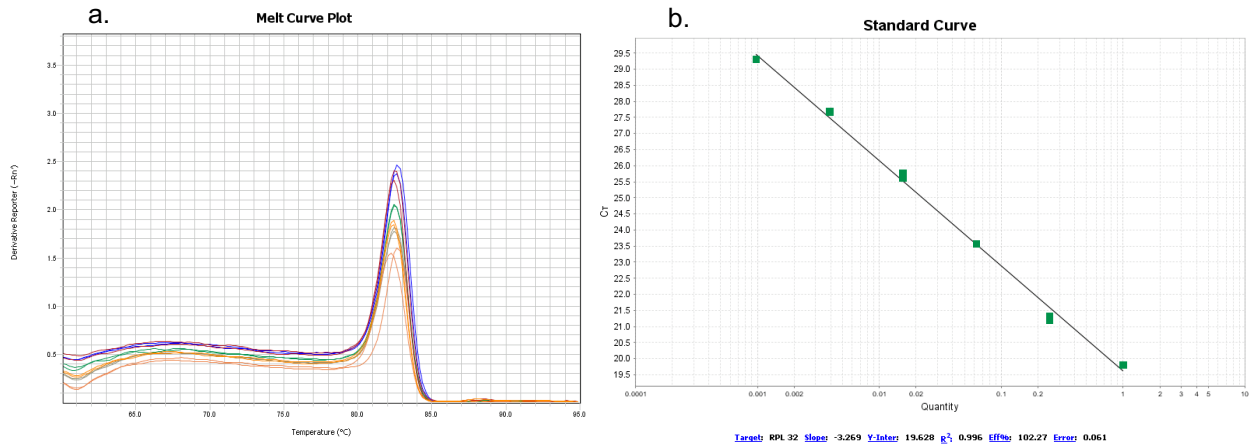 a.
Melt Curve Plot
Derivative Reporter (−Rn')
3.5
3.0
2.5
2.0
1.5
1.0
0.5
65.0 70.0 75.0 80.0 85.0 90.0 95.0
Temperature (°C)
b.
Standard Curve
CT
29.5
29.0
28.5
28.0
27.5
27.0
26.5
26.0
25.5
25.0
24.5
24.0
23.5
23.0
22.5
22.0
21.5
21.0
20.5
20.0
19.5
0.0001 0.001 0.002 0.01 0.02 0.1 0.2 1 2 3 4 5 10
Quantity
Target: RPL 32 Slope: -3.269 Y-Inter: 19.628 R²: 0.996 Eff%: 102.27 Error: 0.061